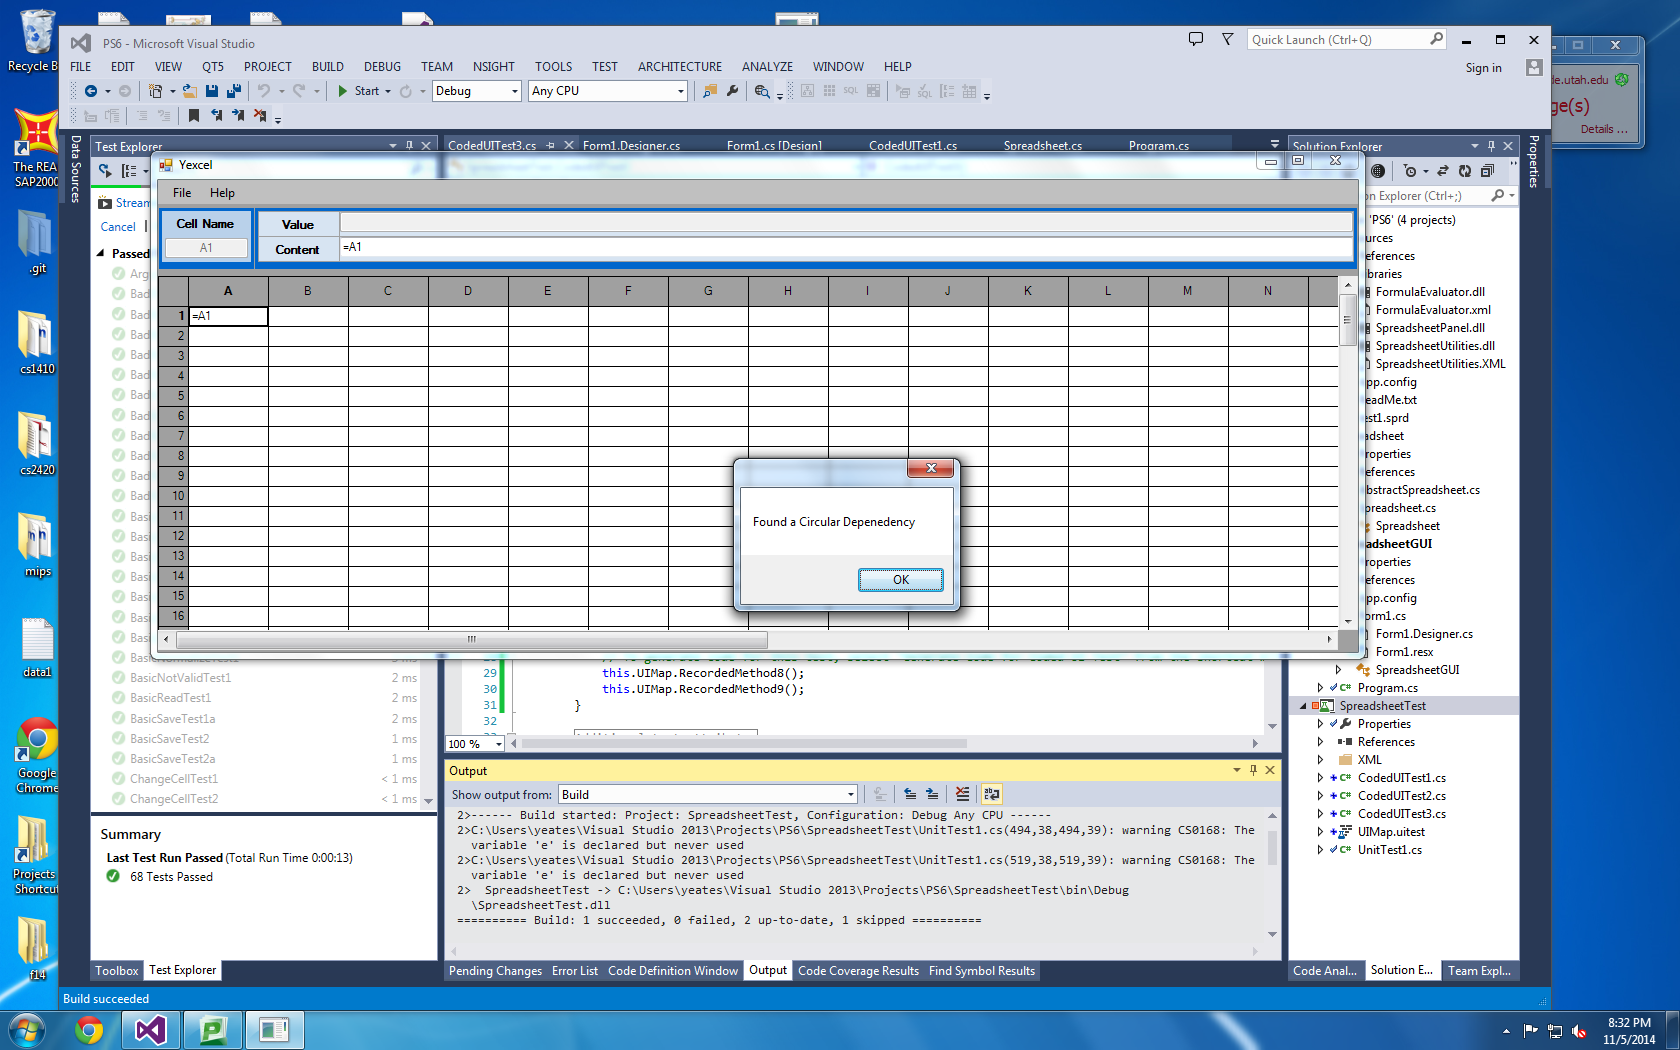 Recycle B
The REA
SAP2000
.git
cs1410
cs2420
mips
data1
Google
Chrome
Projects
Shortcut
f14
PS6 - Microsoft Visual Studio
Quick Launch (Ctrl+Q)
FILE EDIT VIEW QT5 PROJECT BUILD DEBUG TEAM NSIGHT TOOLS TEST ARCHITECTURE ANALYZE WINDOW HELP
Sign in
Start Debug Any CPU
de.utah.edu
ge(s)
Details ...
Data Sources
Test Explorer
CodedUITest3.cs Form1.Designer.cs Form1.cs [Design] CodedUITest1.cs Spreadsheet.cs Program.cs
Solution Explorer
Properties
Stream
Cancel
Passed
Arg
Bad
Bad
Bad
Bad
Bad
Bad
Bad
Bad
Bad
Bad
Bad
Basi
Basi
Basi
Basi
Basi
Basi
Basi
BasicNotValidTest1 2 ms
BasicReadTest1 2 ms
BasicSaveTest1a 2 ms
BasicSaveTest2 1 ms
BasicSaveTest2a 1 ms
ChangeCellTest1 < 1 ms
ChangeCellTest2 < 1 ms
Summary
Last Test Run Passed (Total Run Time 0:00:13)
68 Tests Passed
Toolbox Test Explorer
Yexcel
File Help
Cell Name
A1
Value
Content =A1
A B C D E F G H I J K L M N
1 =A1
2
3
4
5
6
7
8
9
10
11
12
13
14
15
16
Found a Circular Depenedency
OK
29 this.UIMap.RecordedMethod8();
30 this.UIMap.RecordedMethod9();
31 }
32
100 %
Output
Show output from: Build
2>------ Build started: Project: SpreadsheetTest, Configuration: Debug Any CPU ------
2>C:\Users\yeates\Visual Studio 2013\Projects\PS6\SpreadsheetTest\UnitTest1.cs(494,38,494,39): warning CS0168: The
variable 'e' is declared but never used
2>C:\Users\yeates\Visual Studio 2013\Projects\PS6\SpreadsheetTest\UnitTest1.cs(519,38,519,39): warning CS0168: The
variable 'e' is declared but never used
2> SpreadsheetTest -> C:\Users\yeates\Visual Studio 2013\Projects\PS6\SpreadsheetTest\bin\Debug
\SpreadsheetTest.dll
========== Build: 1 succeeded, 0 failed, 2 up-to-date, 1 skipped ==========
Pending Changes Error List Code Definition Window Output Code Coverage Results Find Symbol Results
on Explorer (Ctrl+;)
'PS6' (4 projects)
urces
eferences
braries
FormulaEvaluator.dll
FormulaEvaluator.xml
SpreadsheetPanel.dll
SpreadsheetUtilities.dll
SpreadsheetUtilities.XML
pp.config
eadMe.txt
est1.sprd
adsheet
roperties
eferences
bstractSpreadsheet.cs
preadsheet.cs
Spreadsheet
adsheetGUI
roperties
eferences
pp.config
orm1.cs
Form1.Designer.cs
Form1.resx
SpreadsheetGUI
Program.cs
SpreadsheetTest
Properties
References
XML
CodedUITest1.cs
CodedUITest2.cs
CodedUITest3.cs
UIMap.uitest
UnitTest1.cs
Code Anal... Solution E... Team Expl...
Build succeeded
8:32 PM
11/5/2014